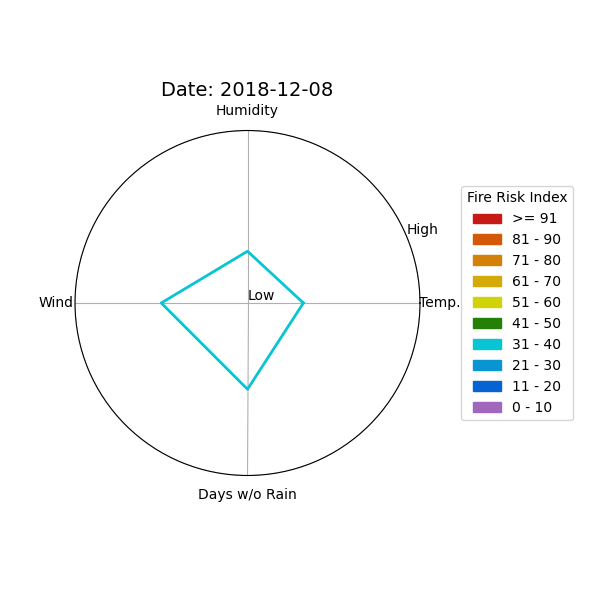 Date: 2018-12-08
Humidity
High
Low
Wind
Temp.
Days w/o Rain
Fire Risk Index
>= 91
81 - 90
71 - 80
61 - 70
51 - 60
41 - 50
31 - 40
21 - 30
11 - 20
0 - 10